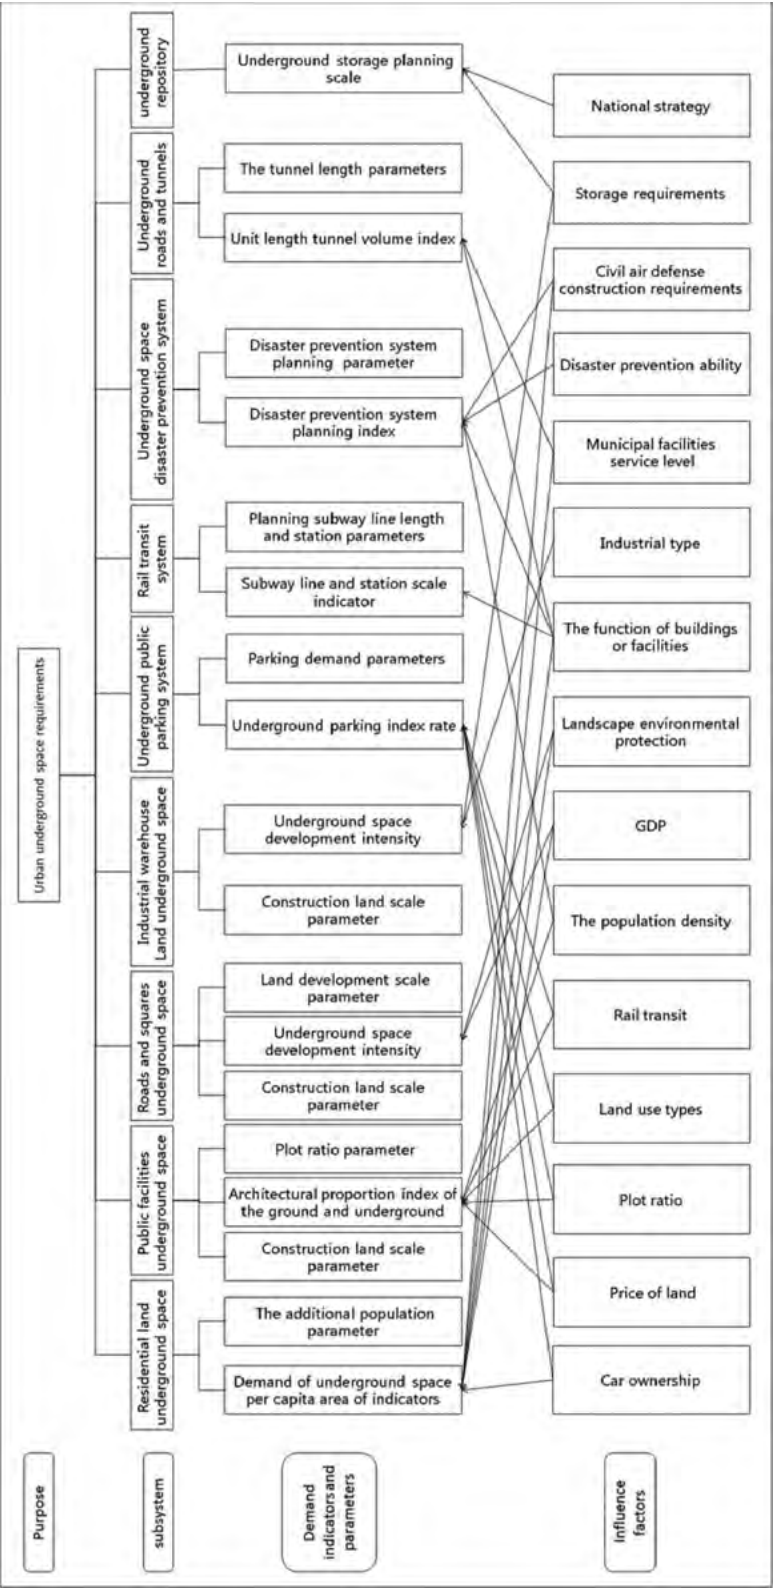 Urban underground space requirements
underground
repository
Underground
roads and tunnels
Underground space
disaster prevention system
Rail transit
system
Underground public
parking system
Industrial warehouse
Land underground space
Roads and squares
underground space
Public facilities
underground space
Residential land
underground space
Underground storage planning
scale
The tunnel length parameters
Unit length tunnel volume index
Disaster prevention system
planning parameter
Disaster prevention system
planning index
Planning subway line length
and station parameters
Subway line and station scale
indicator
Parking demand parameters
Underground parking index rate
Underground space
development intensity
Construction land scale
parameter
Land development scale
parameter
Underground space
development intensity
Construction land scale
parameter
Plot ratio parameter
Architectural proportion index of
the ground and underground
Construction land scale
parameter
The additional population
parameter
Demand of underground space
per capita area of indicators
National strategy
Storage requirements
Civil air defense
construction requirements
Disaster prevention ability
Municipal facilities
service level
Industrial type
The function of buildings
or facilities
Landscape environmental
protection
GDP
The population density
Rail transit
Land use types
Plot ratio
Price of land
Car ownership
Purpose
subsystem
Demand
indicators and
parameters
Influence
factors